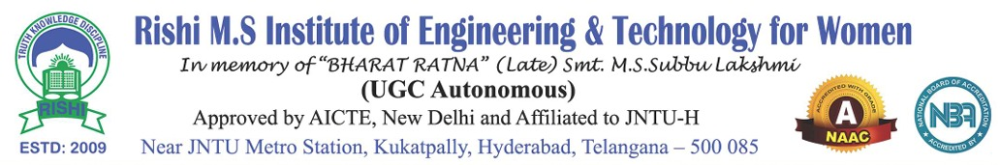 TRUTH KNOWLEDGE DISCIPLINE
RISHI
ESTD: 2009
Rishi M.S Institute of Engineering & Technology for Women
In memory of “BHARAT RATNA” (Late) Smt. M.S.Subbu Lakshmi
(UGC Autonomous)
Approved by AICTE, New Delhi and Affiliated to JNTU-H
Near JNTU Metro Station, Kukatpally, Hyderabad, Telangana – 500 085
ACCREDITED WITH GRADE
A
NAAC
NATIONAL BOARD OF ACCREDITATION
NBA
ACCREDITED BY